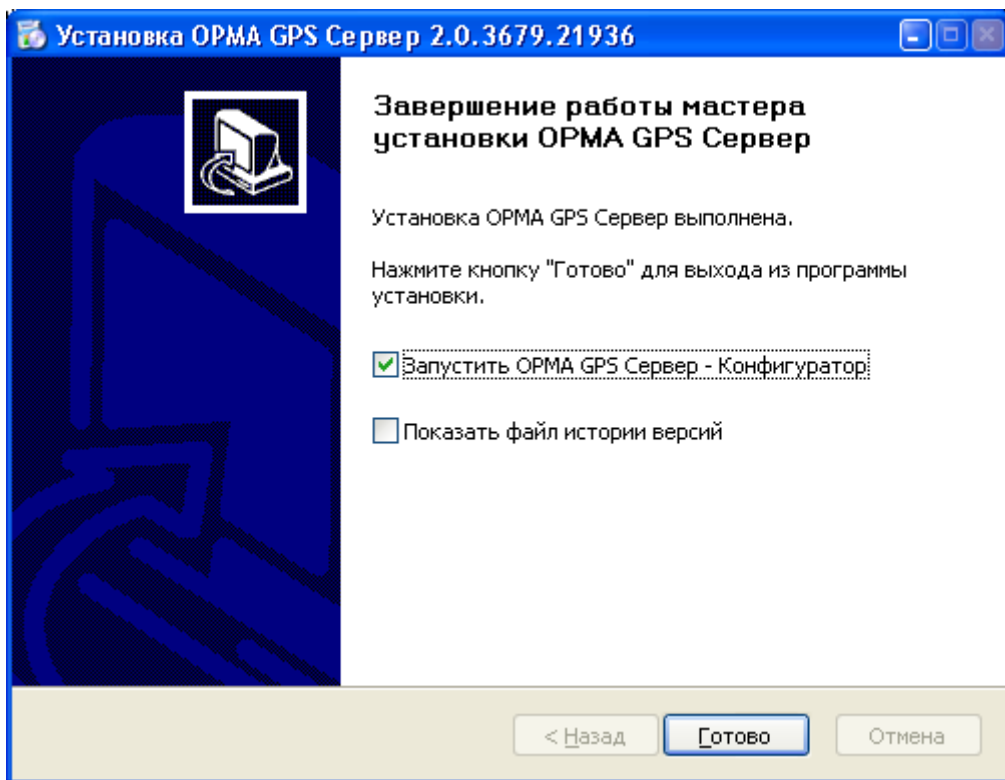 Установка ОРМА GPS Сервер 2.0.3679.21936
Завершение работы мастера
установки ОРМА GPS Сервер
Установка ОРМА GPS Сервер выполнена.
Нажмите кнопку "Готово" для выхода из программы
установки.
Запустить ОРМА GPS Сервер - Конфигуратор
Показать файл истории версий
< Назад
Готово
Отмена